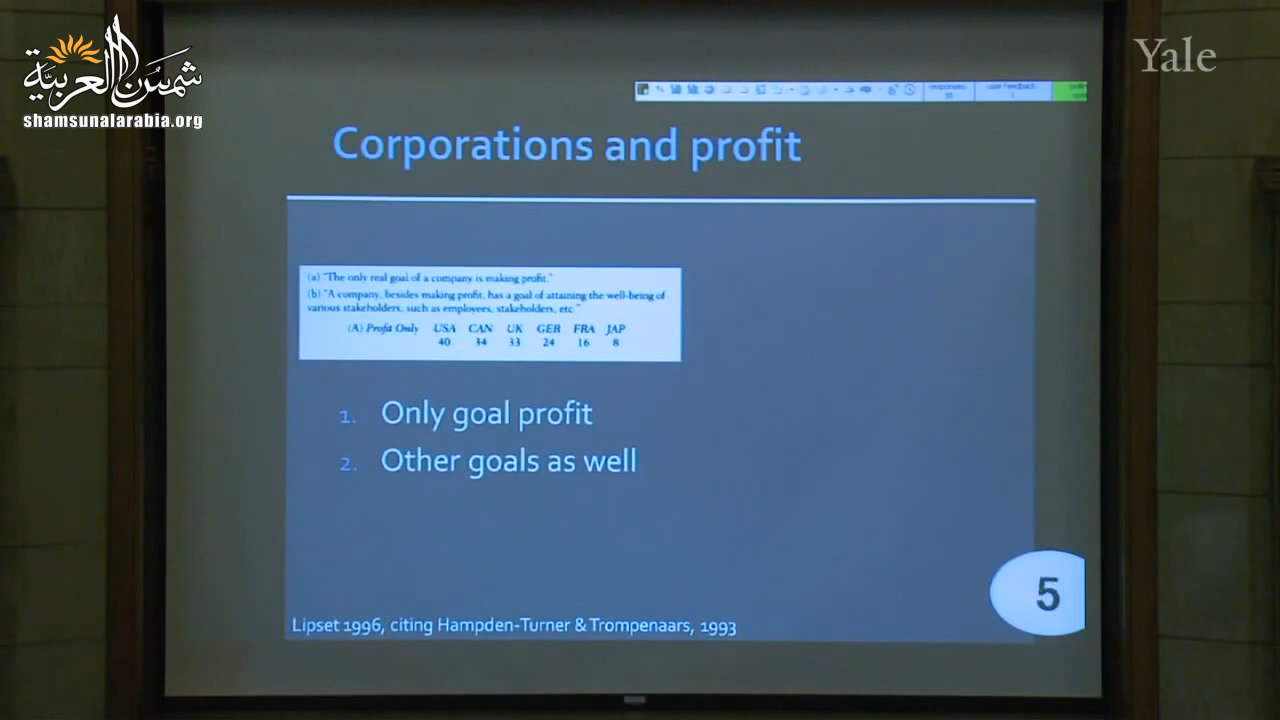 شمس العربية
shamsunalarabia.org
Yale
responses:
user feedback:
Corporations and profit
(a) "The only real goal of a company is making profit."
(b) "A company, besides making profit, has a goal of attaining the well-being of
various stakeholders, such as employees, stakeholders, etc."
(A) Profit Only USA CAN UK GER FRA JAP
40 34 33 24 16 8
1. Only goal profit
2. Other goals as well
5
Lipset 1996, citing Hampden-Turner & Trompenaars, 1993